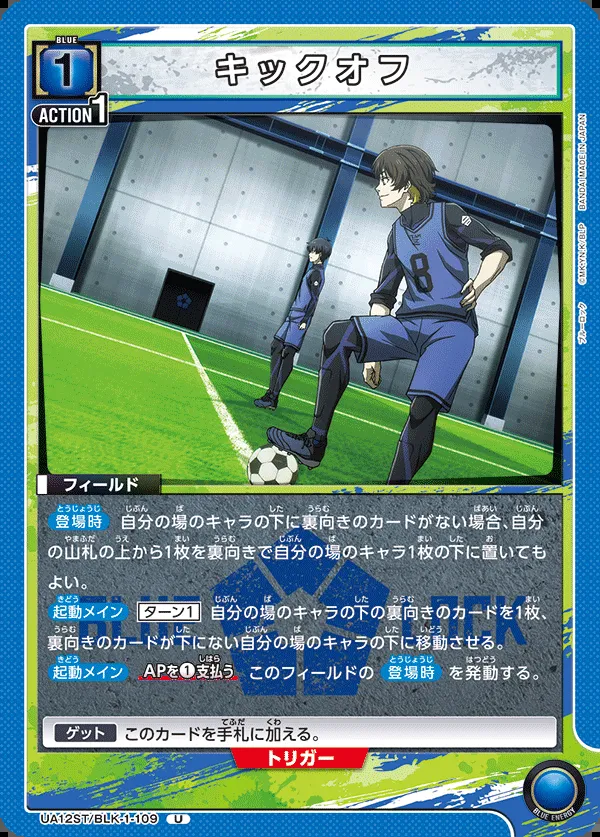 BLUE
1
キックオフ
ACTION 1
ブルーロック ©MK·YN,K/BLP BANDAI MADE IN JAPAN
8
フィールド
登場時 自分の場のキャラの下に裏向きのカードがない場合、自分
の山札の上から1枚を裏向きで自分の場のキャラ1枚の下に置いても
よい。
起動メイン ターン1 自分の場のキャラの下の裏向きのカードを1枚、
裏向きのカードが下にない自分の場のキャラの下に移動させる。
起動メイン APを❶支払う このフィールドの 登場時 を発動する。
ゲット このカードを手札に加える。
トリガー
UA12ST/BLK-1-109 U
BLUE ENERGY